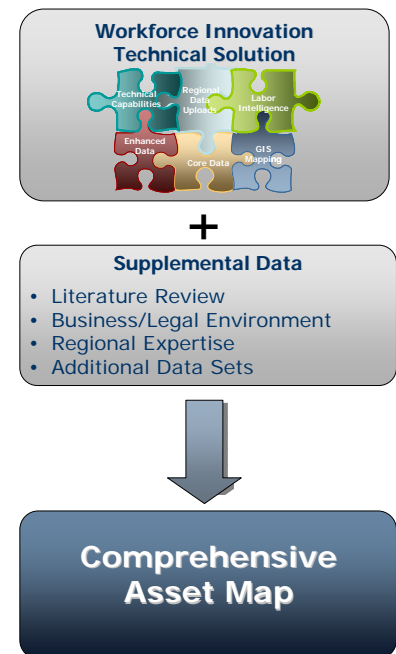 Workforce Innovation
Technical Solution
Technical
Capabilities
Regional
Data
Uploads
Labor
Intelligence
Enhanced
Data
Core Data
GIS
Mapping
+
Supplemental Data
• Literature Review
• Business/Legal Environment
• Regional Expertise
• Additional Data Sets
Comprehensive
Asset Map